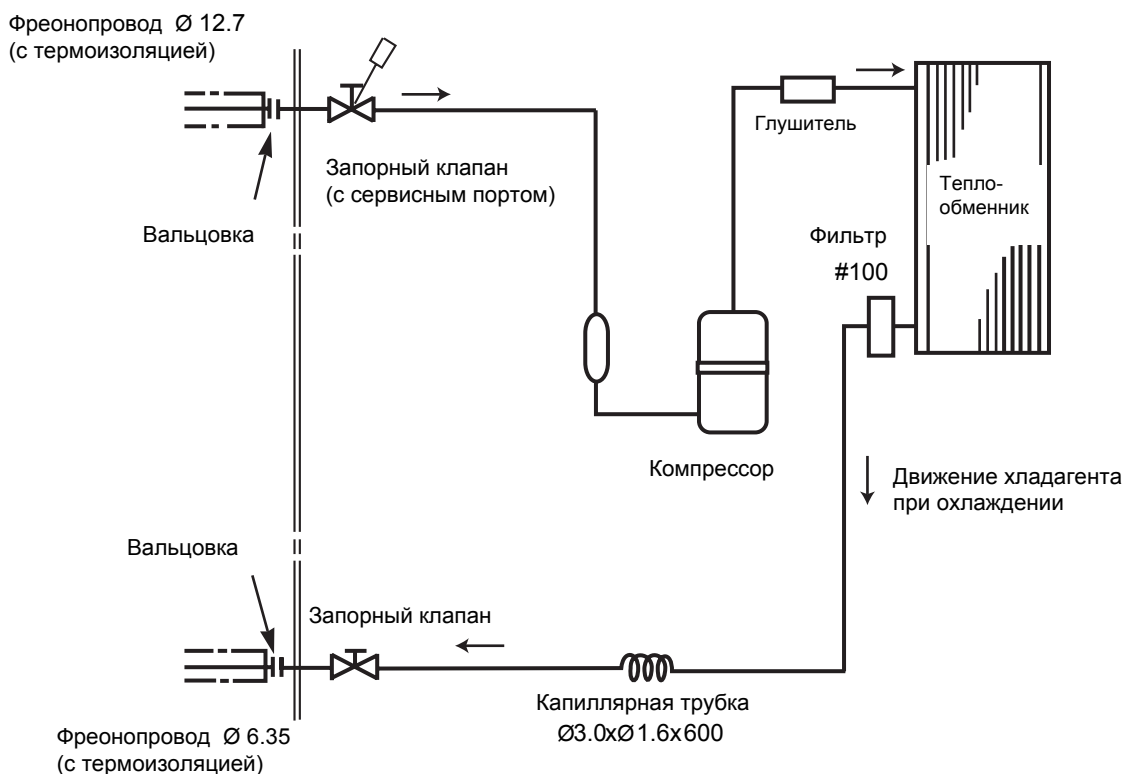 Фреонопровод Ø 12.7
(с термоизоляцией)
Глушитель
Запорный клапан
(с сервисным портом)
Тепло-
обменник
Вальцовка
Фильтр
#100
Компрессор
Движение хладагента
при охлаждении
Вальцовка
Запорный клапан
Капиллярная трубка
Ø3.0xØ1.6x600
Фреонопровод Ø 6.35
(с термоизоляцией)